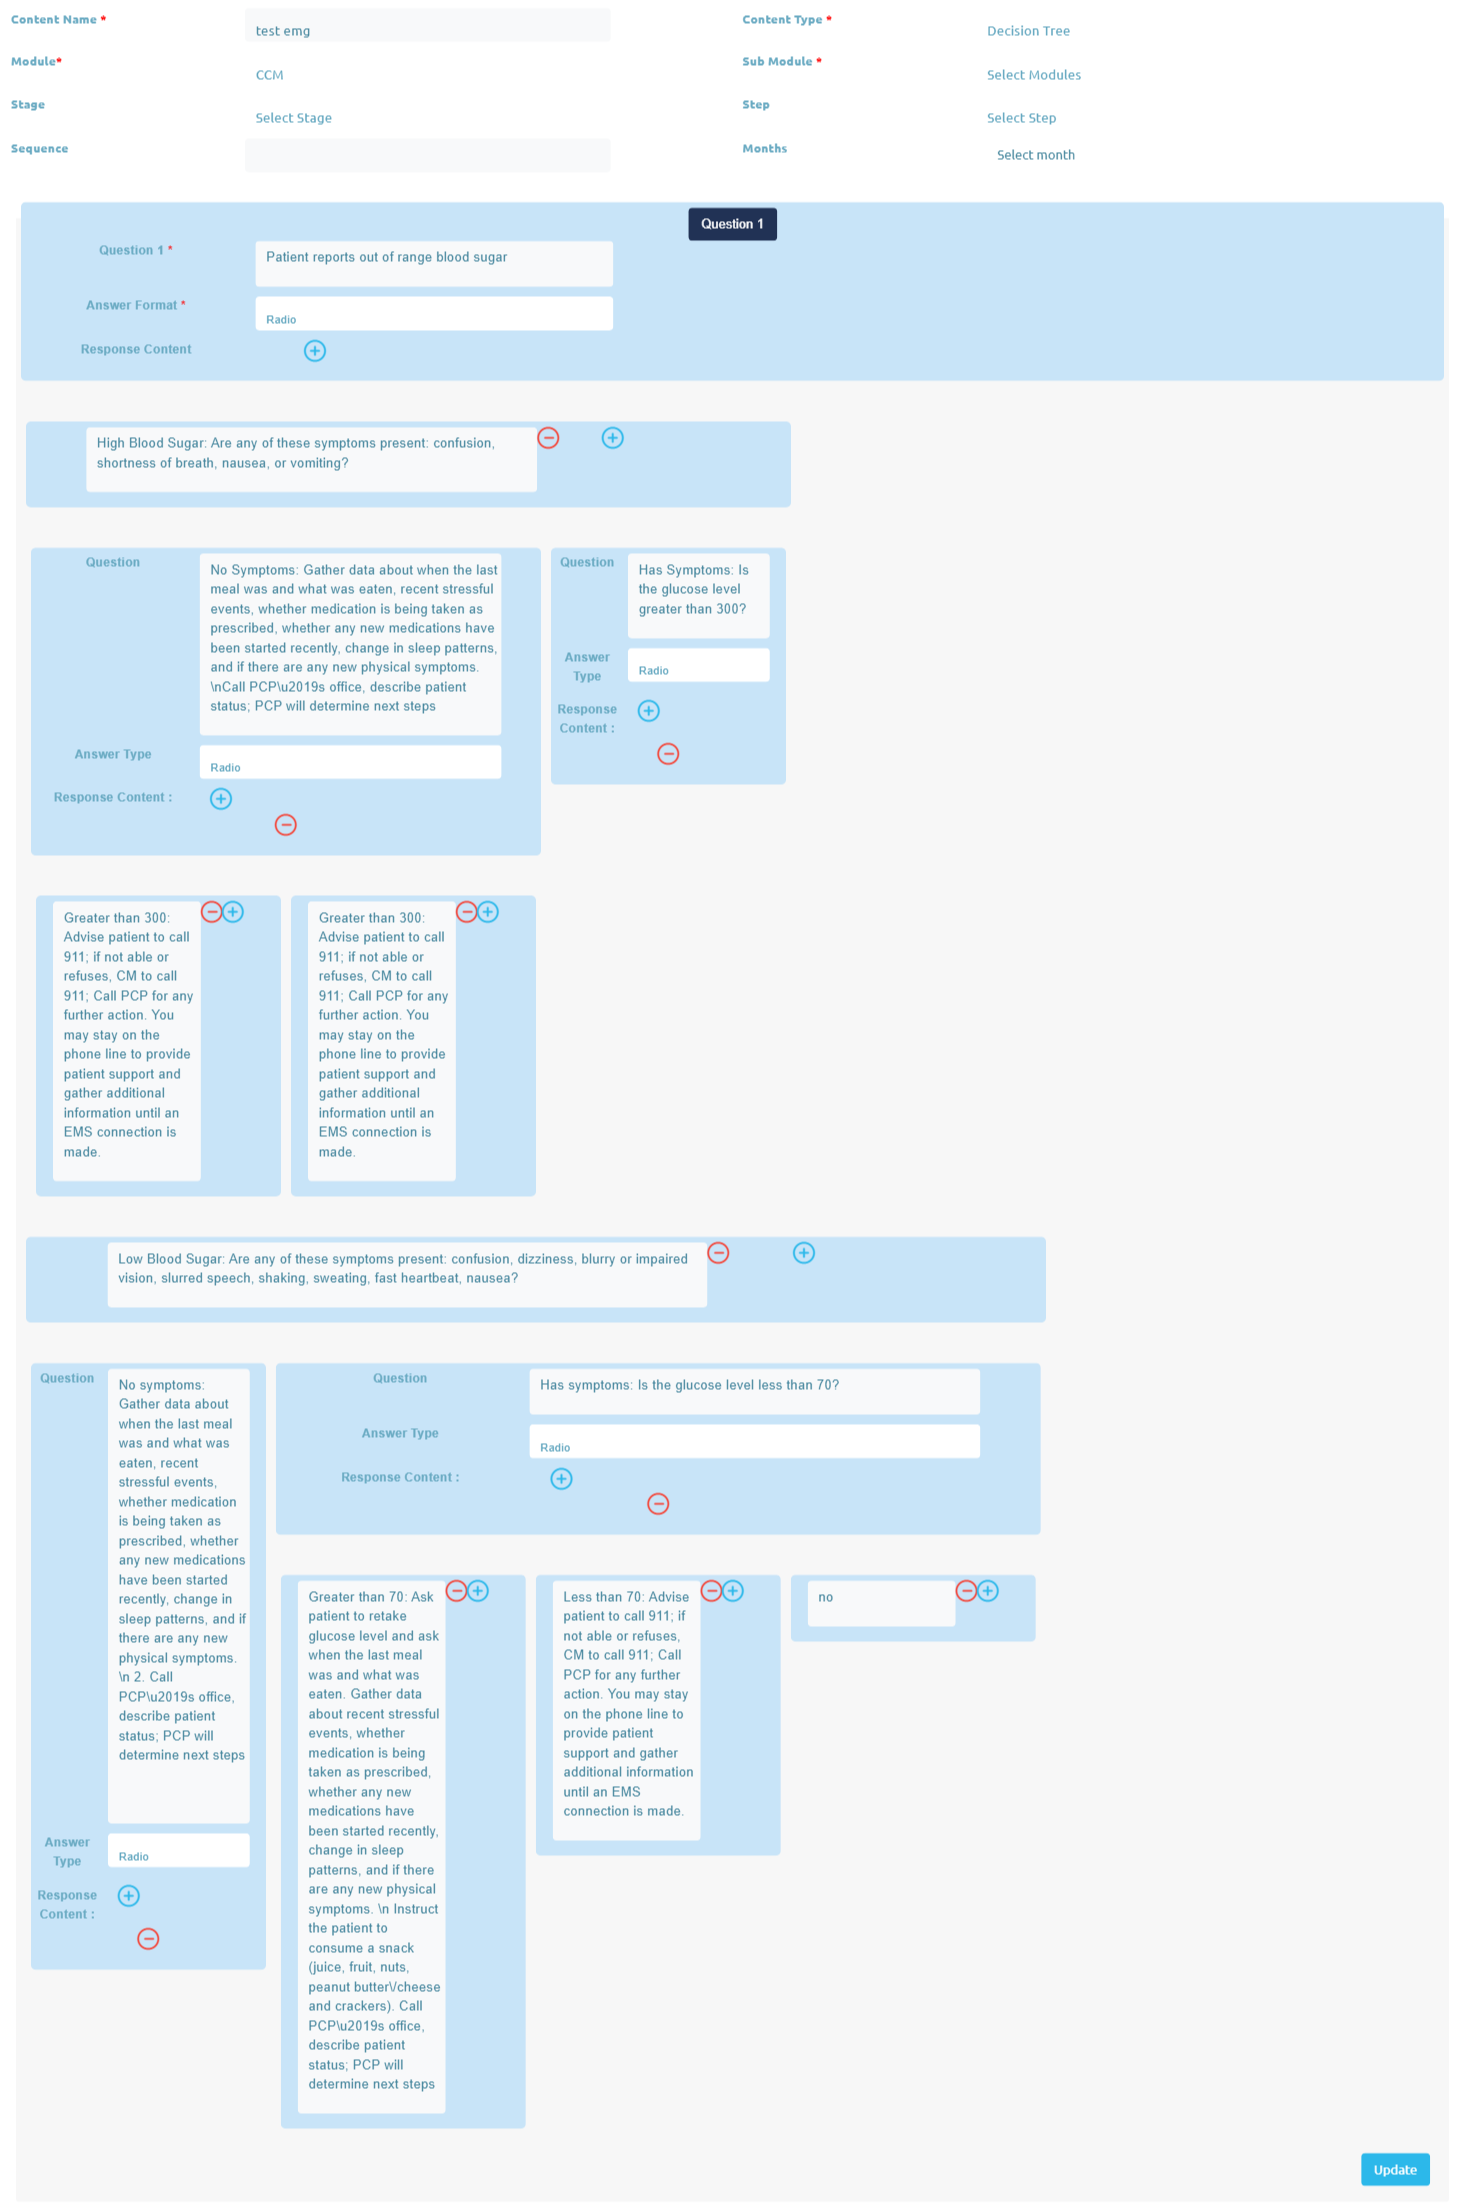 Content Name *
test emg
Content Type *
Decision Tree
Module*
CCM
Sub Module *
Select Modules
Stage
Select Stage
Step
Select Step
Sequence
Months
Select month
Question 1
Question 1 *
Patient reports out of range blood sugar
Answer Format *
Radio
Response Content
High Blood Sugar: Are any of these symptoms present: confusion,
shortness of breath, nausea, or vomiting?
Question
No Symptoms: Gather data about when the last
meal was and what was eaten, recent stressful
events, whether medication is being taken as
prescribed, whether any new medications have
been started recently, change in sleep patterns,
and if there are any new physical symptoms.
\nCall PCP\u2019s office, describe patient
status; PCP will determine next steps
Answer Type
Radio
Response Content :
Question
Has Symptoms: Is
the glucose level
greater than 300?
Answer
Type
Radio
Response
Content :
Greater than 300:
Advise patient to call
911; if not able or
refuses, CM to call
911; Call PCP for any
further action. You
may stay on the
phone line to provide
patient support and
gather additional
information until an
EMS connection is
made.
Greater than 300:
Advise patient to call
911; if not able or
refuses, CM to call
911; Call PCP for any
further action. You
may stay on the
phone line to provide
patient support and
gather additional
information until an
EMS connection is
made.
Low Blood Sugar: Are any of these symptoms present: confusion, dizziness, blurry or impaired
vision, slurred speech, shaking, sweating, fast heartbeat, nausea?
Question
No symptoms:
Gather data about
when the last meal
was and what was
eaten, recent
stressful events,
whether medication
is being taken as
prescribed, whether
any new medications
have been started
recently, change in
sleep patterns, and if
there are any new
physical symptoms.
\n 2. Call
PCP\u2019s office,
describe patient
status; PCP will
determine next steps
Answer
Type
Radio
Response
Content :
Question
Has symptoms: Is the glucose level less than 70?
Answer Type
Radio
Response Content :
Greater than 70: Ask
patient to retake
glucose level and ask
when the last meal
was and what was
eaten. Gather data
about recent stressful
events, whether
medication is being
taken as prescribed,
whether any new
medications have
been started recently,
change in sleep
patterns, and if there
are any new physical
symptoms. \n Instruct
the patient to
consume a snack
(juice, fruit, nuts,
peanut butter\/cheese
and crackers). Call
PCP\u2019s office,
describe patient
status; PCP will
determine next steps
Less than 70: Advise
patient to call 911; if
not able or refuses,
CM to call 911; Call
PCP for any further
action. You may stay
on the phone line to
provide patient
support and gather
additional information
until an EMS
connection is made.
no
Update